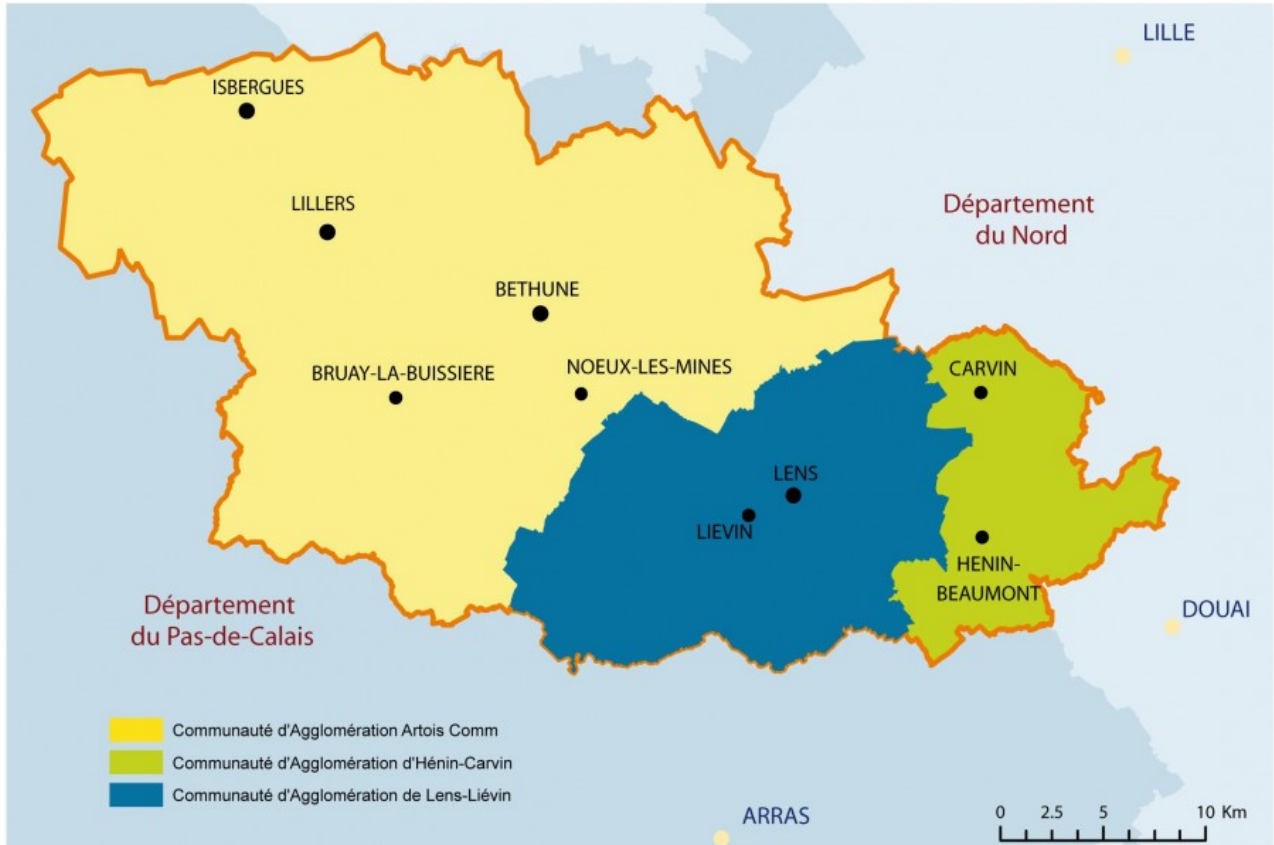 LILLE
ISBERGUES
LILLERS
Département
du Nord
BETHUNE
BRUAY-LA-BUISSIERE
NOEUX-LES-MINES
CARVIN
LENS
LIEVIN
HENIN-
BEAUMONT
Département
du Pas-de-Calais
DOUAI
Communauté d'Agglomération Artois Comm
Communauté d'Agglomération d'Hénin-Carvin
Communauté d'Agglomération de Lens-Liévin
ARRAS
0 2.5 5 10 Km